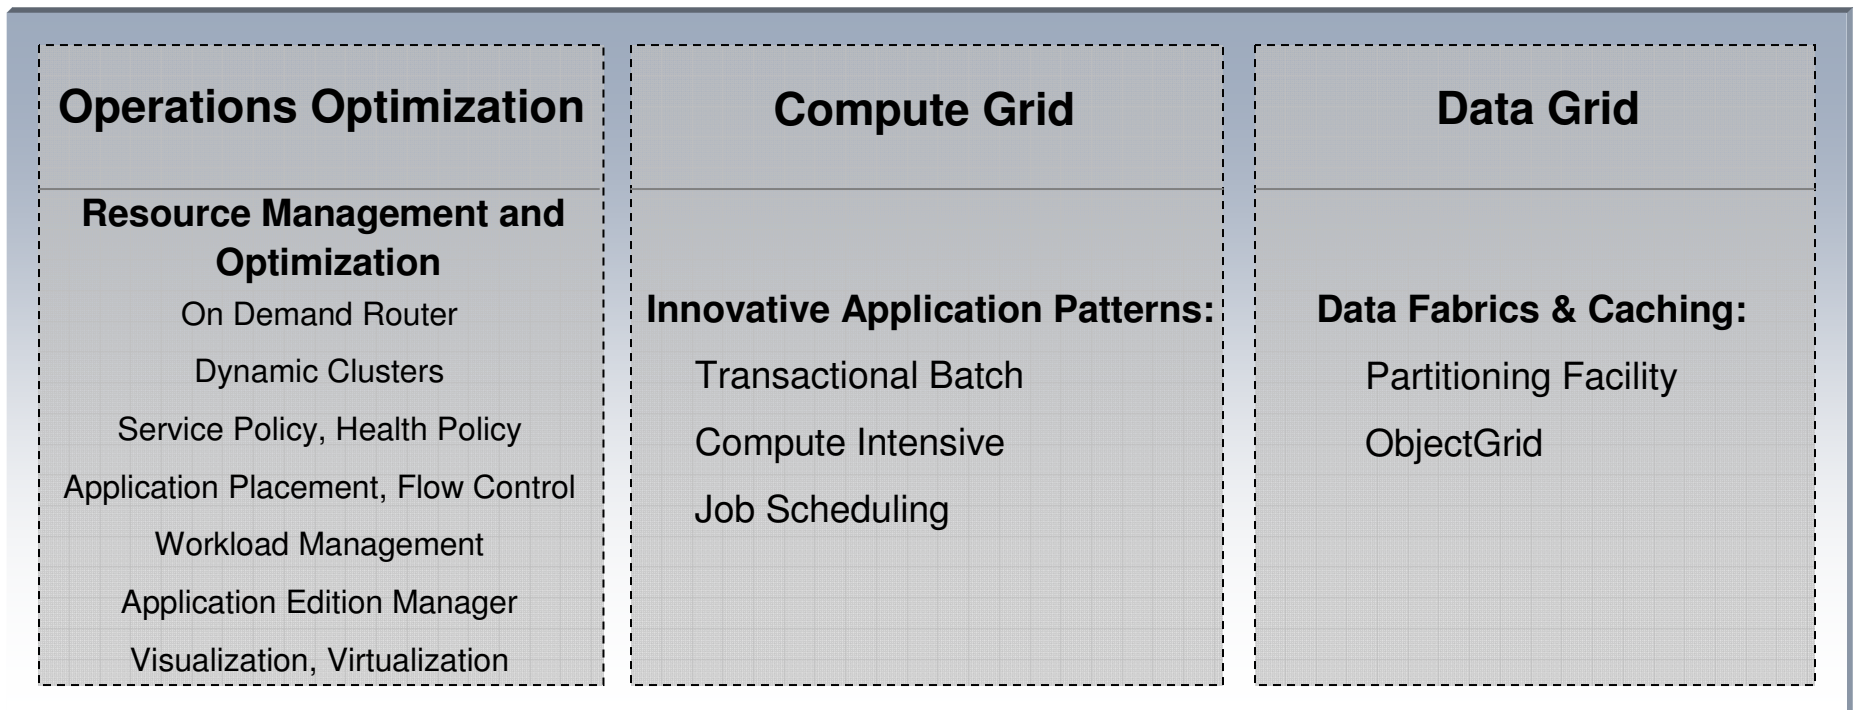 Operations Optimization
Resource Management and
Optimization
On Demand Router
Dynamic Clusters
Service Policy, Health Policy
Application Placement, Flow Control
Workload Management
Application Edition Manager
Visualization, Virtualization
Compute Grid
Innovative Application Patterns:
Transactional Batch
Compute Intensive
Job Scheduling
Data Grid
Data Fabrics & Caching:
Partitioning Facility
ObjectGrid